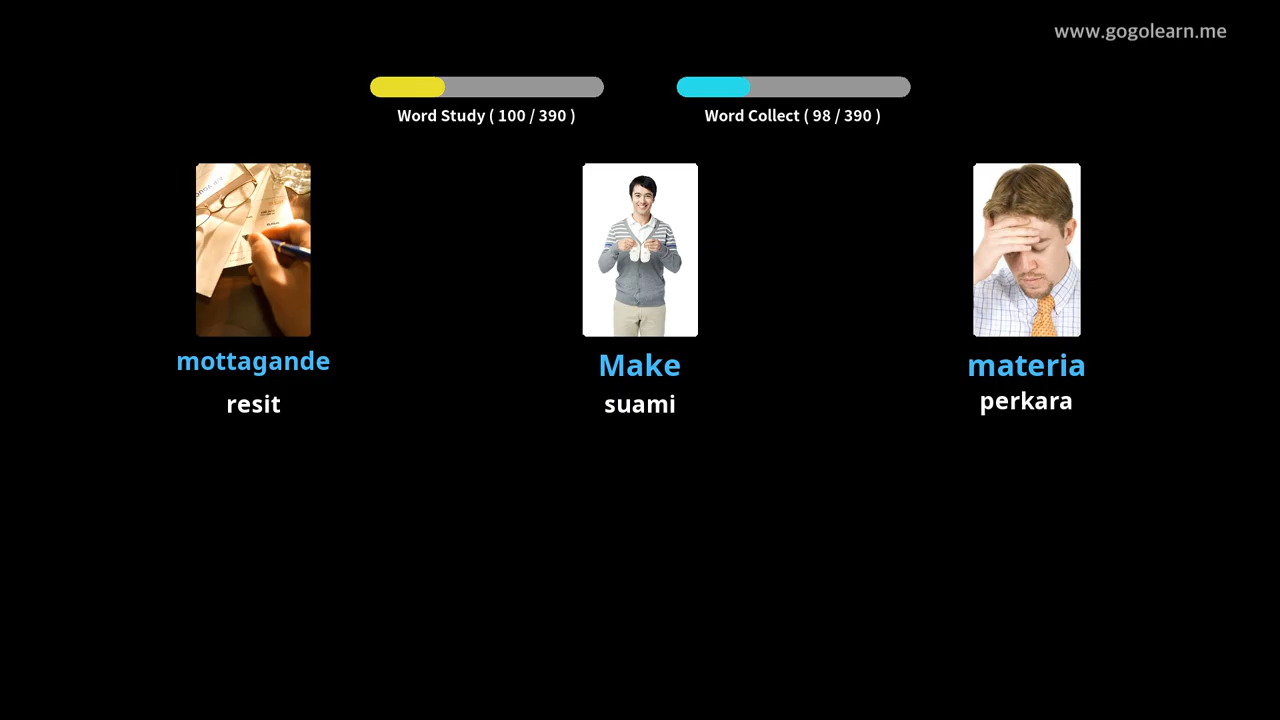 www.gogolearn.me
Word Study ( 100 / 390 )
Word Collect ( 98 / 390 )
mottagande
resit
Make
suami
materia
perkara